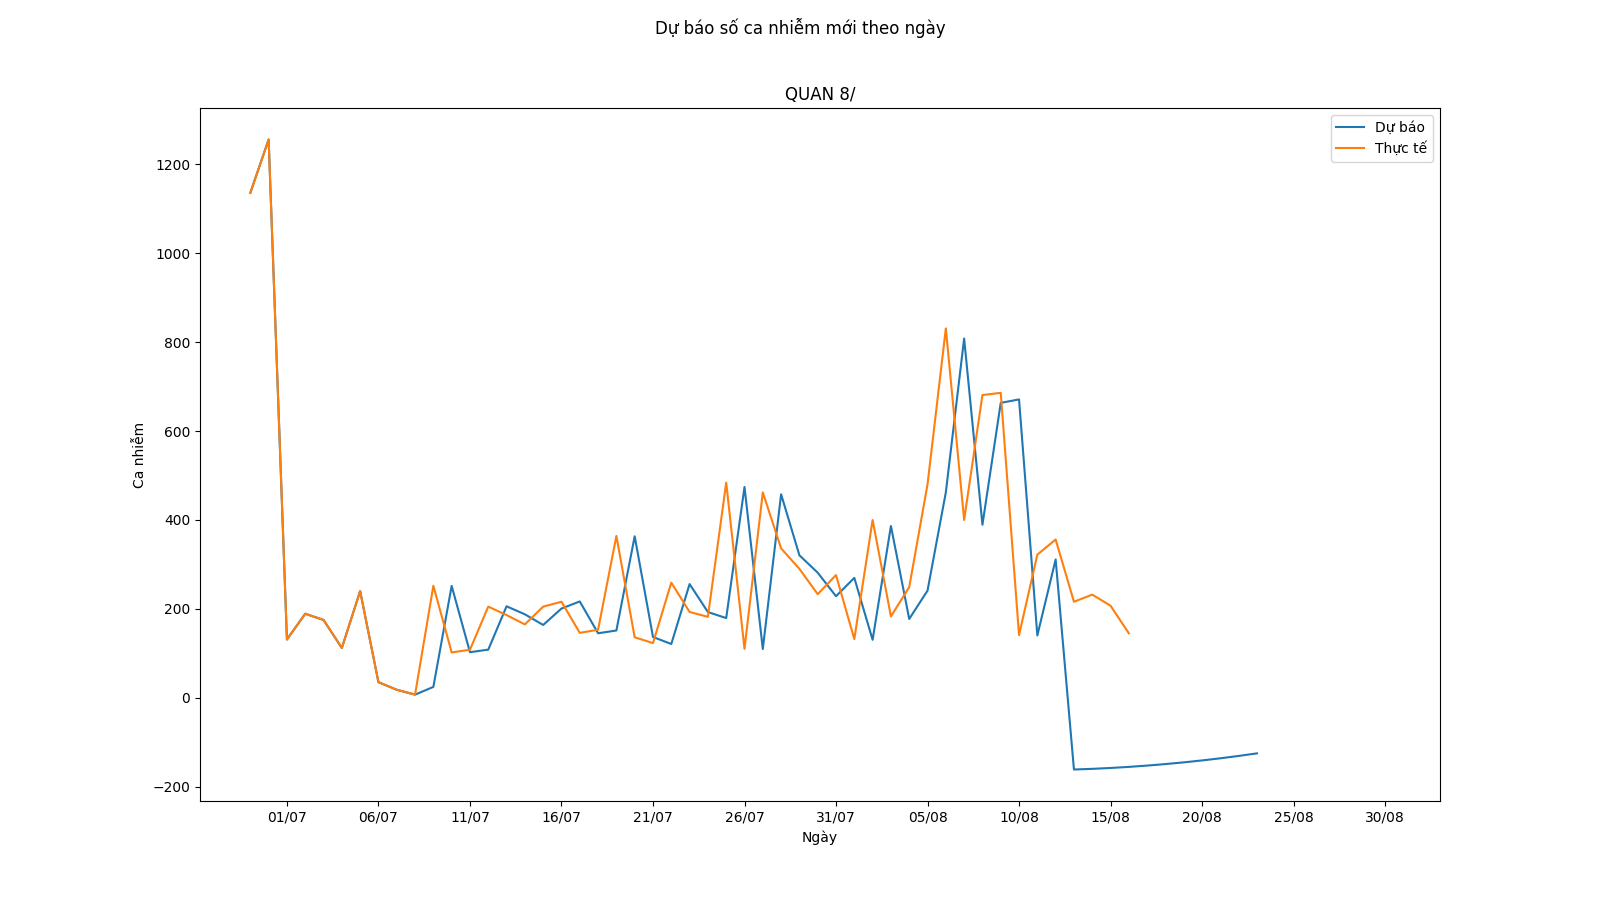 Dự báo số ca nhiễm mới theo ngày
QUAN 8/
Dự báo
Thực tế
1200
1000
800
600
400
200
0
−200
Ca nhiễm
01/07 06/07 11/07 16/07 21/07 26/07 31/07 05/08 10/08 15/08 20/08 25/08 30/08
Ngày